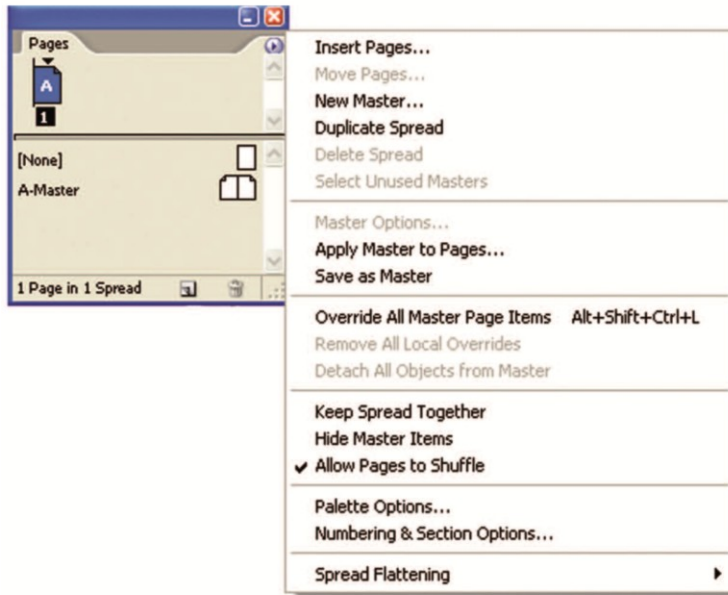 Pages
A
1
[None]
A-Master
1 Page in 1 Spread
Insert Pages...
Move Pages...
New Master...
Duplicate Spread
Delete Spread
Select Unused Masters
Master Options...
Apply Master to Pages...
Save as Master
Override All Master Page Items Alt+Shift+Ctrl+L
Remove All Local Overrides
Detach All Objects from Master
Keep Spread Together
Hide Master Items
Allow Pages to Shuffle
Palette Options...
Numbering & Section Options...
Spread Flattening